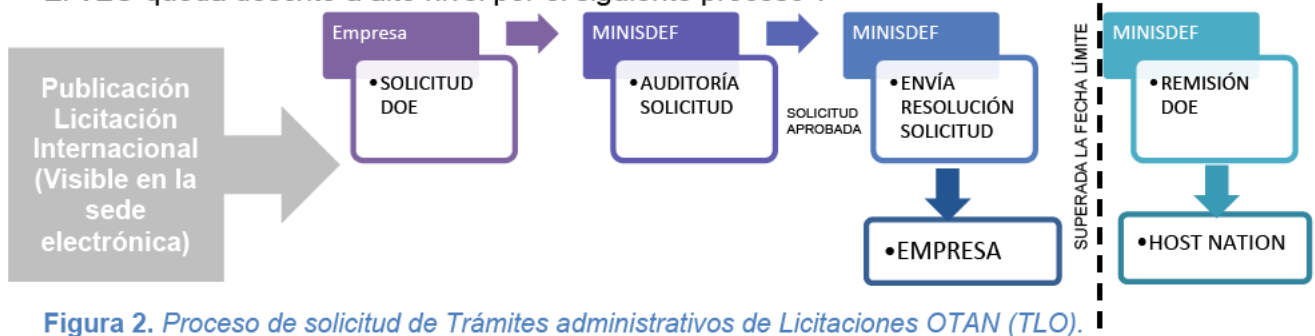 Publicación
Licitación
Internacional
(Visible en la
sede
electrónica)
Empresa
•SOLICITUD
DOE
MINISDEF
•AUDITORÍA
SOLICITUD
SOLICITUD
APROBADA
MINISDEF
•ENVÍA
RESOLUCIÓN
SOLICITUD
•EMPRESA
SUPERADA LA FECHA LÍMITE
MINISDEF
•REMISIÓN
DOE
•HOST NATION
Figura 2. Proceso de solicitud de Trámites administrativos de Licitaciones OTAN (TLO).